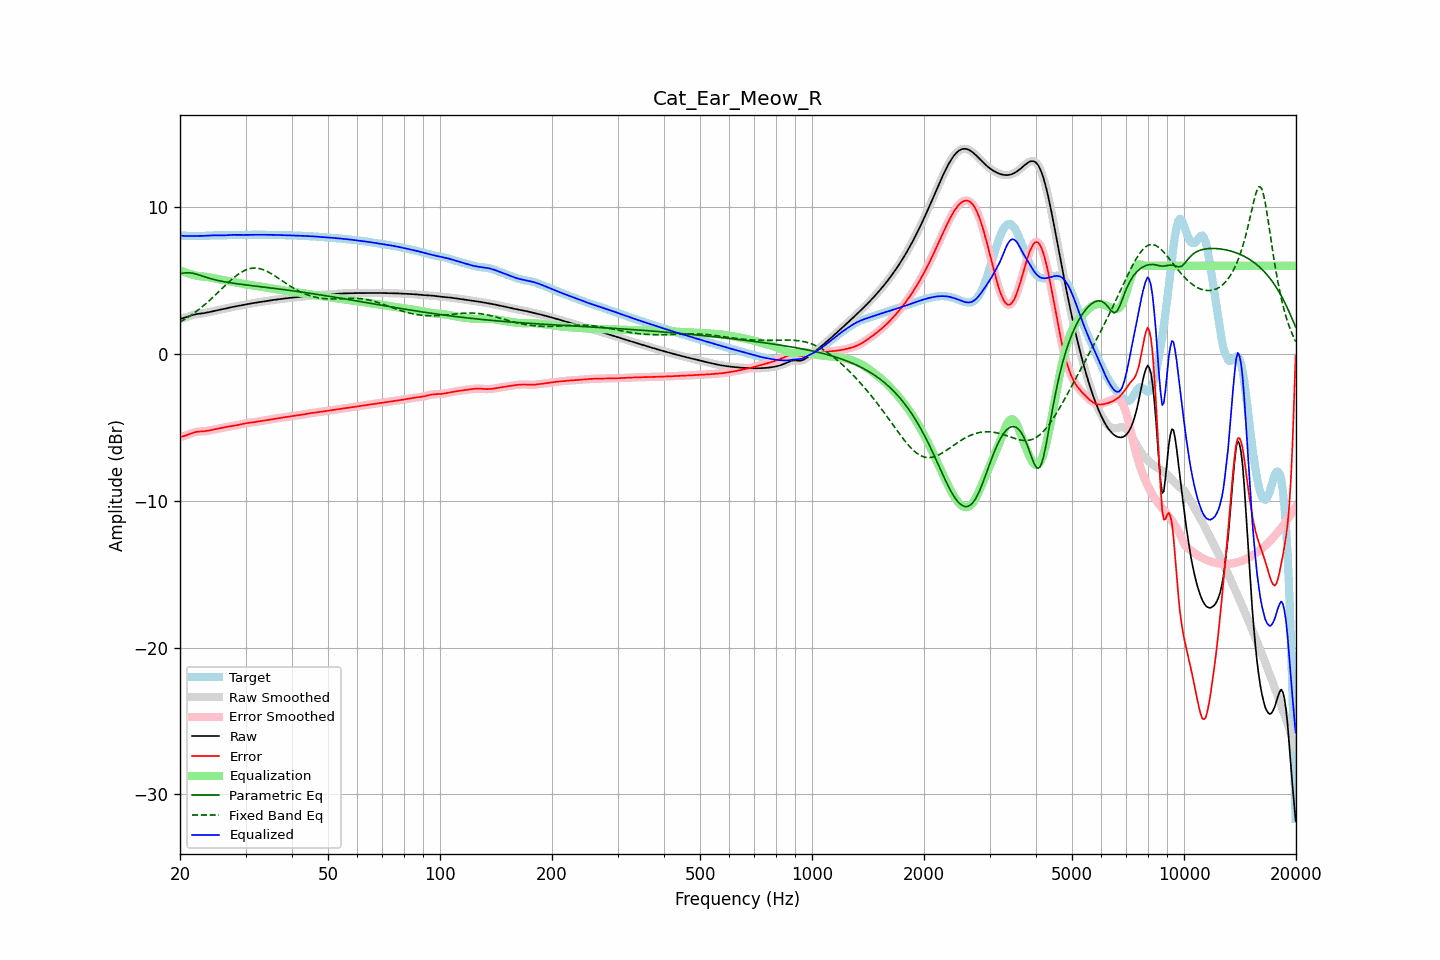 Cat_Ear_Meow_R
Amplitude (dBr)
10
0
−10
−20
−30
Target
Raw Smoothed
Error Smoothed
Raw
Error
Equalization
Parametric Eq
Fixed Band Eq
Equalized
20 50 100 200 500 1000 2000 5000 10000 20000
Frequency (Hz)